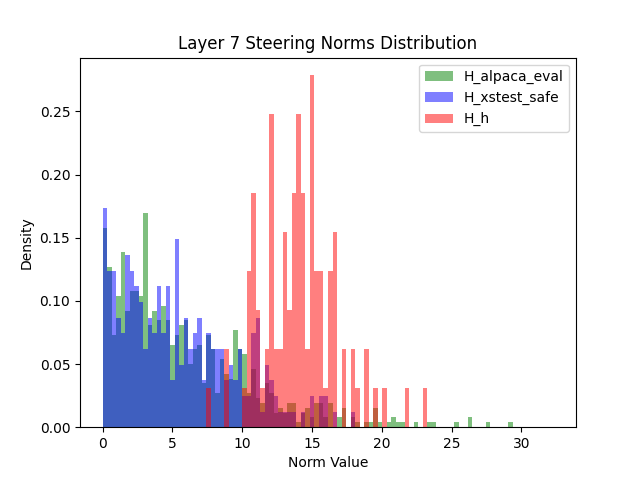 Layer 7 Steering Norms Distribution
H_alpaca_eval
H_xstest_safe
H_h
Density
0.25
0.20
0.15
0.10
0.05
0.00
0 5 10 15 20 25 30
Norm Value